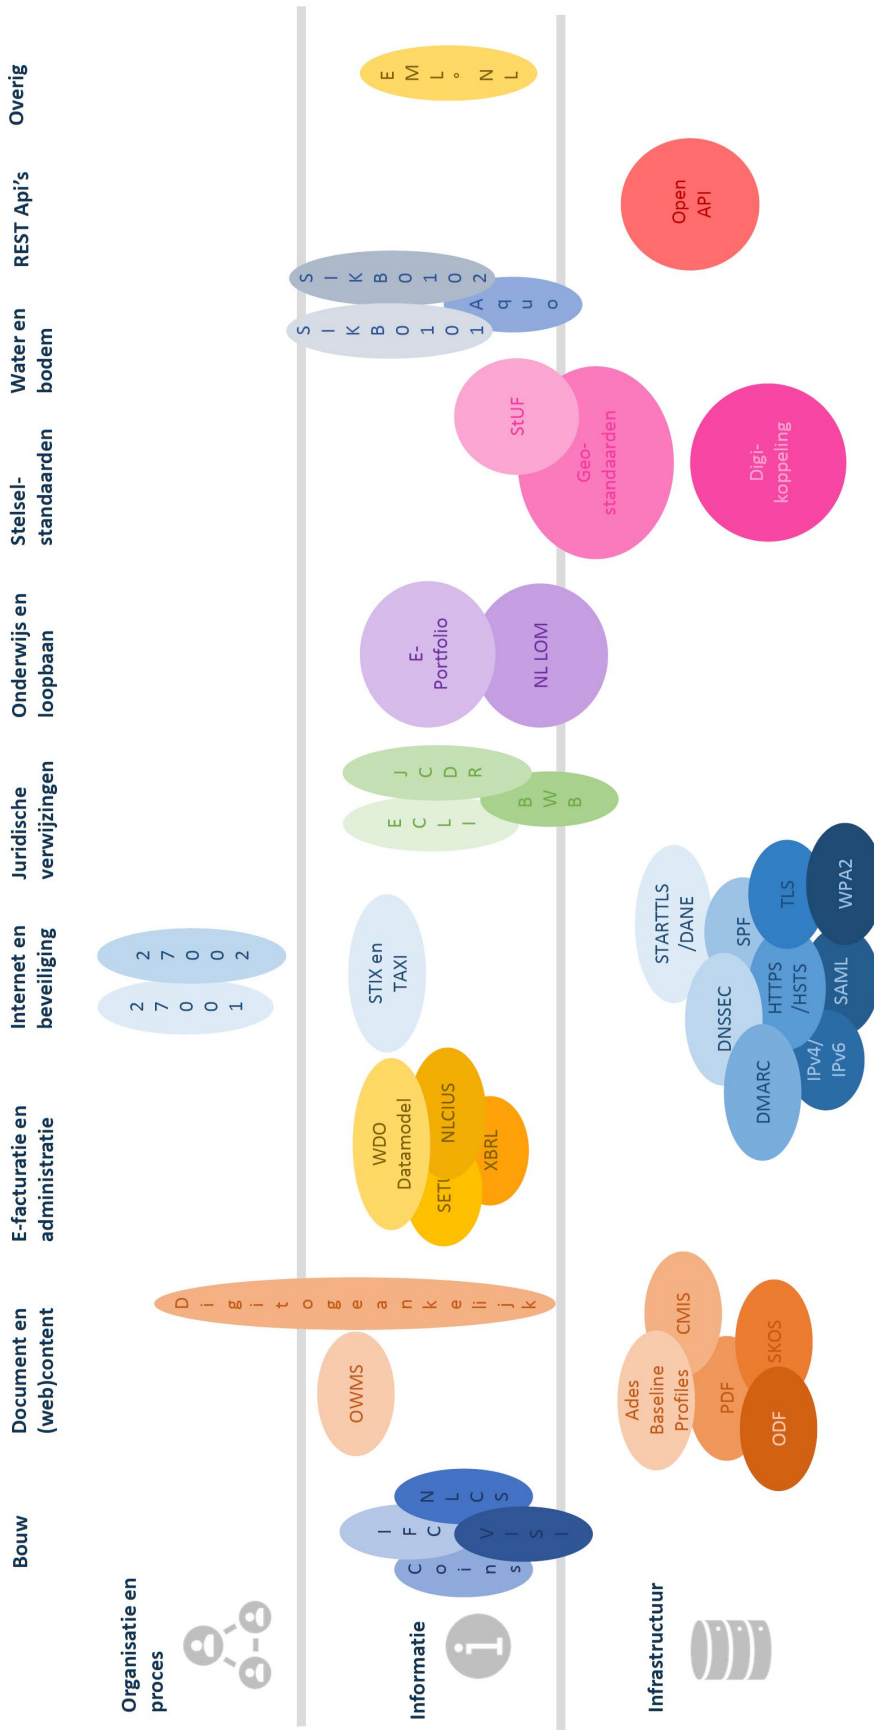 Bouw
Document en
(web)content
E-facturatie en
administratie
Internet en
beveiliging
Juridische
verwijzingen
Onderwijs en
loopbaan
Stelsel-
standaarden
Water en
bodem
REST Api's
Overig
Organisatie en
proces
Digitogeankelijk
27001
27002
Informatie
Coins
IFC
VISI
NLCS
OWMS
WDO
Datamodel
NLCIUS
XBRL
STIX en
TAXI
ECLI
JCDR
BWB
E-
Portfolio
NL LOM
StUF
Geo-
standaarden
SIKB0101
SIKB0102
Aquo
EML◦NL
Infrastructuur
Ades
Baseline
Profiles
CMIS
PDF
SKOS
ODF
STARTTLS
/DANE
SPF
DNSSEC
TLS
HTTPS
/HSTS
DMARC
WPA2
SAML
IPv4/
IPv6
Digi-
koppeling
Open
API